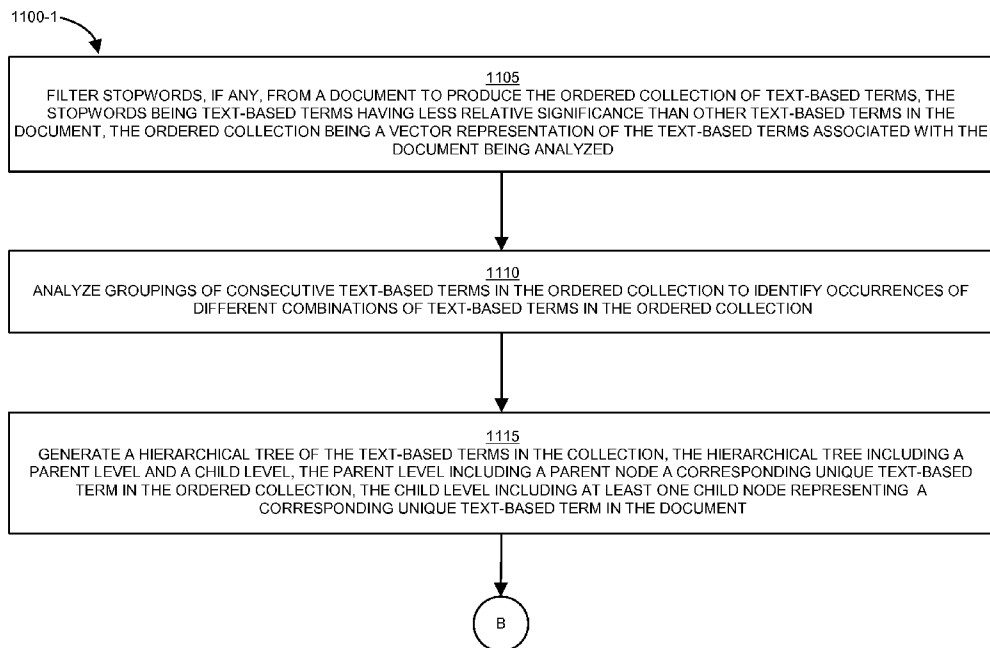 1100-1
1105
FILTER STOPWORDS, IF ANY, FROM A DOCUMENT TO PRODUCE THE ORDERED COLLECTION OF TEXT-BASED TERMS, THE
STOPWORDS BEING TEXT-BASED TERMS HAVING LESS RELATIVE SIGNIFICANCE THAN OTHER TEXT-BASED TERMS IN THE
DOCUMENT, THE ORDERED COLLECTION BEING A VECTOR REPRESENTATION OF THE TEXT-BASED TERMS ASSOCIATED WITH THE
DOCUMENT BEING ANALYZED
1110
ANALYZE GROUPINGS OF CONSECUTIVE TEXT-BASED TERMS IN THE ORDERED COLLECTION TO IDENTIFY OCCURRENCES OF
DIFFERENT COMBINATIONS OF TEXT-BASED TERMS IN THE ORDERED COLLECTION
1115
GENERATE A HIERARCHICAL TREE OF THE TEXT-BASED TERMS IN THE COLLECTION, THE HIERARCHICAL TREE INCLUDING A
PARENT LEVEL AND A CHILD LEVEL, THE PARENT LEVEL INCLUDING A PARENT NODE A CORRESPONDING UNIQUE TEXT-BASED
TERM IN THE ORDERED COLLECTION, THE CHILD LEVEL INCLUDING AT LEAST ONE CHILD NODE REPRESENTING A
CORRESPONDING UNIQUE TEXT-BASED TERM IN THE DOCUMENT
B